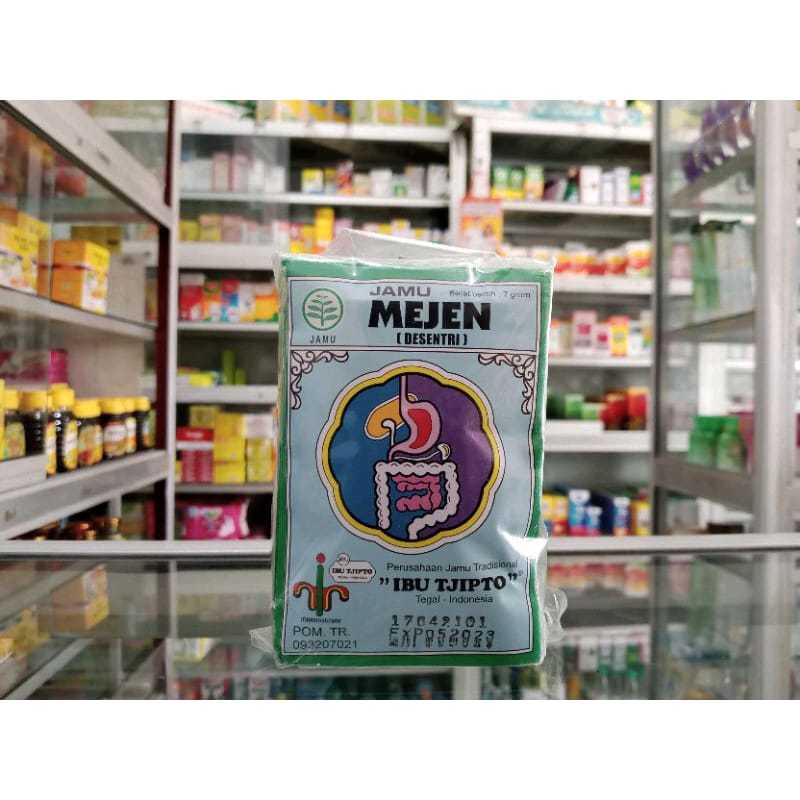 JAMU
Berat bersih : 7 gram
MEJEN
( DESENTRI )
JAMU
Perusahaan Jamu Tradisional
" IBU TJIPTO "®
Tegal - Indonesia
IBU TJIPTO
POM. TR.
093207021
17042101
EXP052023